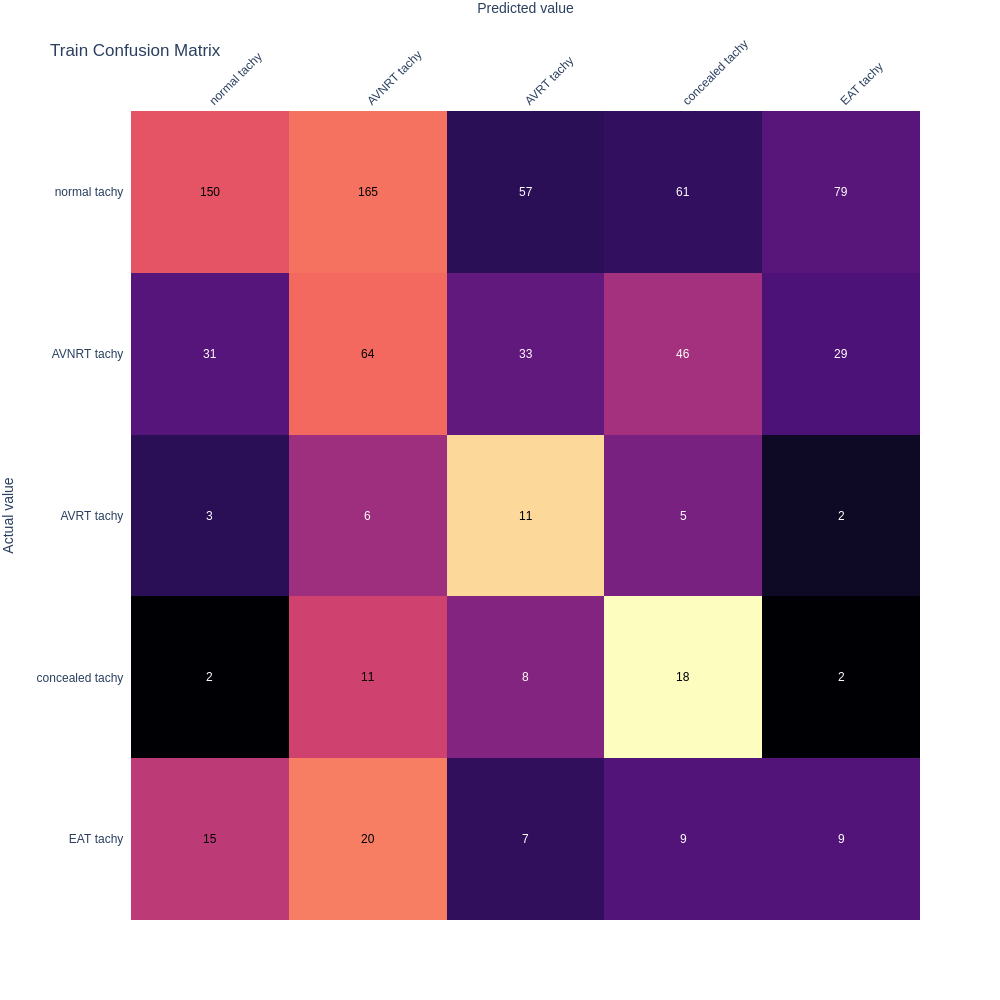 Predicted value
Train Confusion Matrix
normal tachy
AVNRT tachy
AVRT tachy
concealed tachy
EAT tachy
Actual value
normal tachy 150 165 57 61 79
AVNRT tachy 31 64 33 46 29
AVRT tachy 3 6 11 5 2
concealed tachy 2 11 8 18 2
EAT tachy 15 20 7 9 9